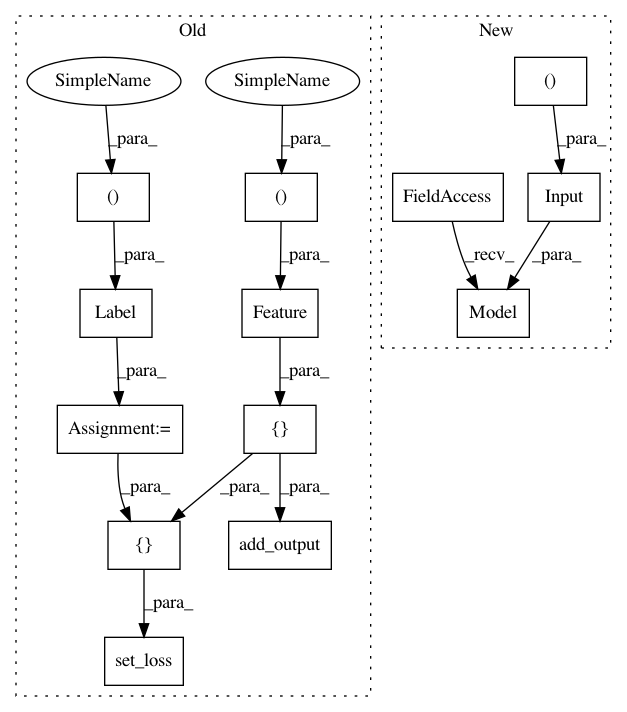 Old
New
SimpleName
SimpleName
()
_para_
_para_
_para_
()
()
FieldAccess
Input
_para_
_para_
_recv_
_para_
Label
Feature
Model
_para_
_para_
Assignment:=
{}
_para_
_para_
_para_
{}
add_output
_para_
set_loss